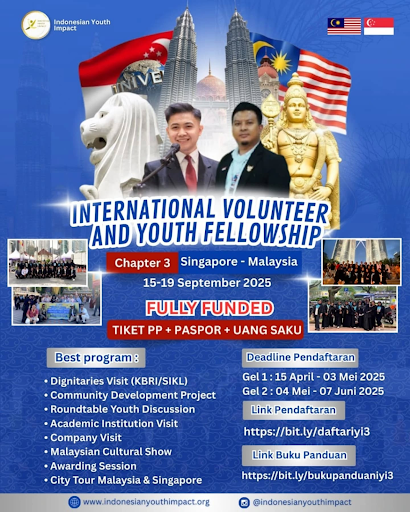 Indonesian Youth
Impact
UNIVE
INTERNATIONAL VOLUNTEER
AND YOUTH FELLOWSHIP
Chapter 3 Singapore - Malaysia
15-19 September 2025
FULLY FUNDED
TIKET PP + PASPOR + UANG SAKU
Best program :
• Dignitaries Visit (KBRI/SIKL)
• Community Development Project
• Roundtable Youth Discussion
• Academic Institution Visit
• Company Visit
• Malaysian Cultural Show
• Awarding Session
• City Tour Malaysia & Singapore
Deadline Pendaftaran
Gel 1 : 15 April - 03 Mei 2025
Gel 2 : 04 Mei - 07 Juni 2025
Link Pendaftaran
https://bit.ly/daftariyi3
Link Buku Panduan
https://bit.ly/bukupanduaniyi3
www.indonesianyouthimpact.org
@indonesianyouthimpact